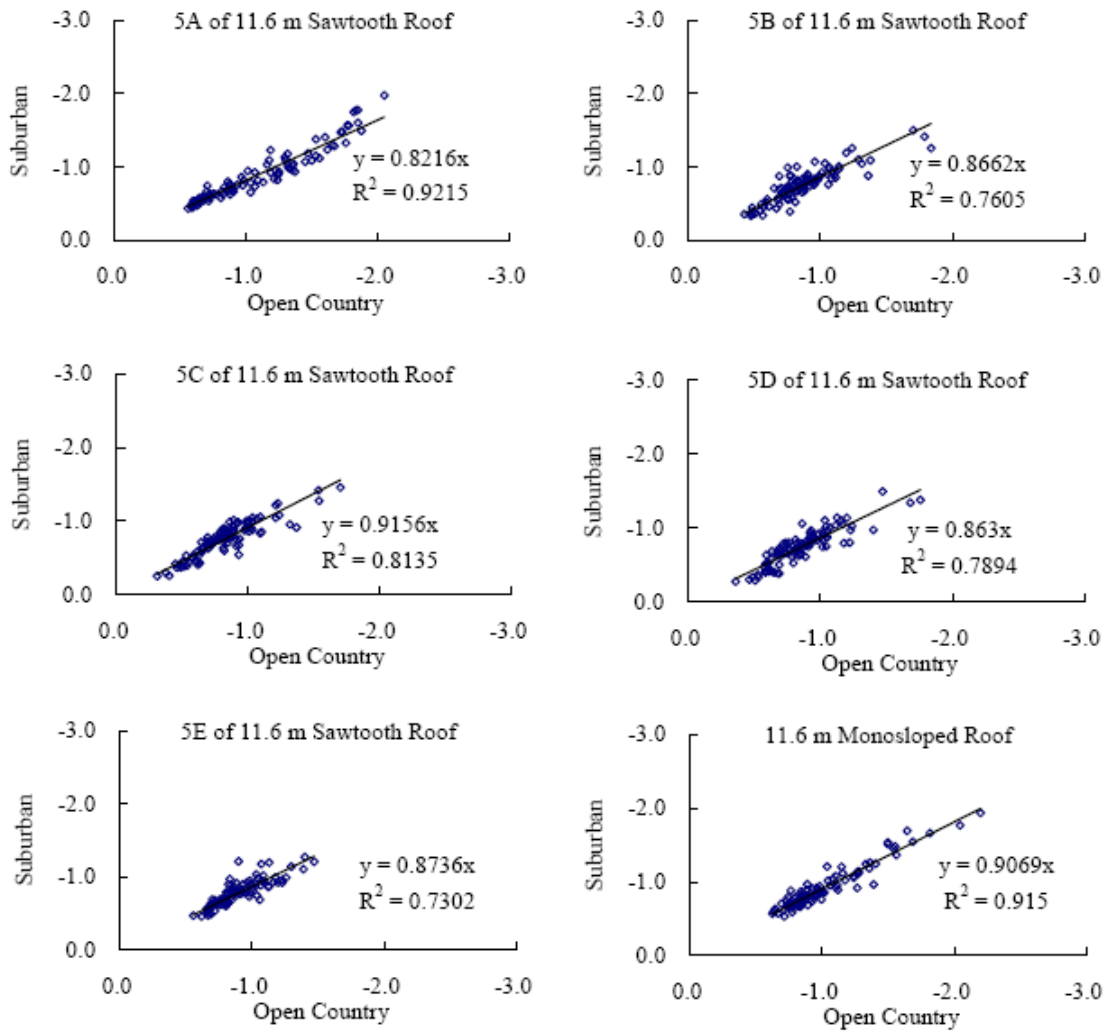 5A of 11.6 m Sawtooth Roof
-3.0
-2.0
-1.0
0.0
Suburban
y = 0.8216x
R² = 0.9215
0.0 -1.0 -2.0 -3.0
Open Country
5B of 11.6 m Sawtooth Roof
-3.0
-2.0
-1.0
0.0
Suburban
y = 0.8662x
R² = 0.7605
0.0 -1.0 -2.0 -3.0
Open Country
5C of 11.6 m Sawtooth Roof
-3.0
-2.0
-1.0
0.0
Suburban
y = 0.9156x
R² = 0.8135
0.0 -1.0 -2.0 -3.0
Open Country
5D of 11.6 m Sawtooth Roof
-3.0
-2.0
-1.0
0.0
Suburban
y = 0.863x
R² = 0.7894
0.0 -1.0 -2.0 -3.0
Open Country
5E of 11.6 m Sawtooth Roof
-3.0
-2.0
-1.0
0.0
Suburban
y = 0.8736x
R² = 0.7302
0.0 -1.0 -2.0 -3.0
Open Country
11.6 m Monosloped Roof
-3.0
-2.0
-1.0
0.0
Suburban
y = 0.9069x
R² = 0.915
0.0 -1.0 -2.0 -3.0
Open Country